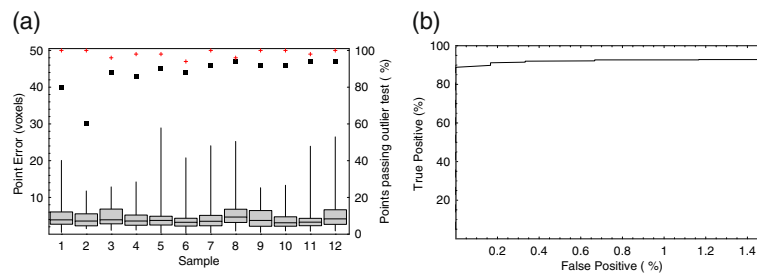 (a)
Point Error (voxels)
50
40
30
20
10
100
80
60
40
20
0
Points passing outlier test ( %)
1 2 3 4 5 6 7 8 9 10 11 12
Sample
(b)
True Positive (%)
100
80
60
40
20
0.2 0.4 0.6 0.8 1 1.2 1.4
False Positive ( %)